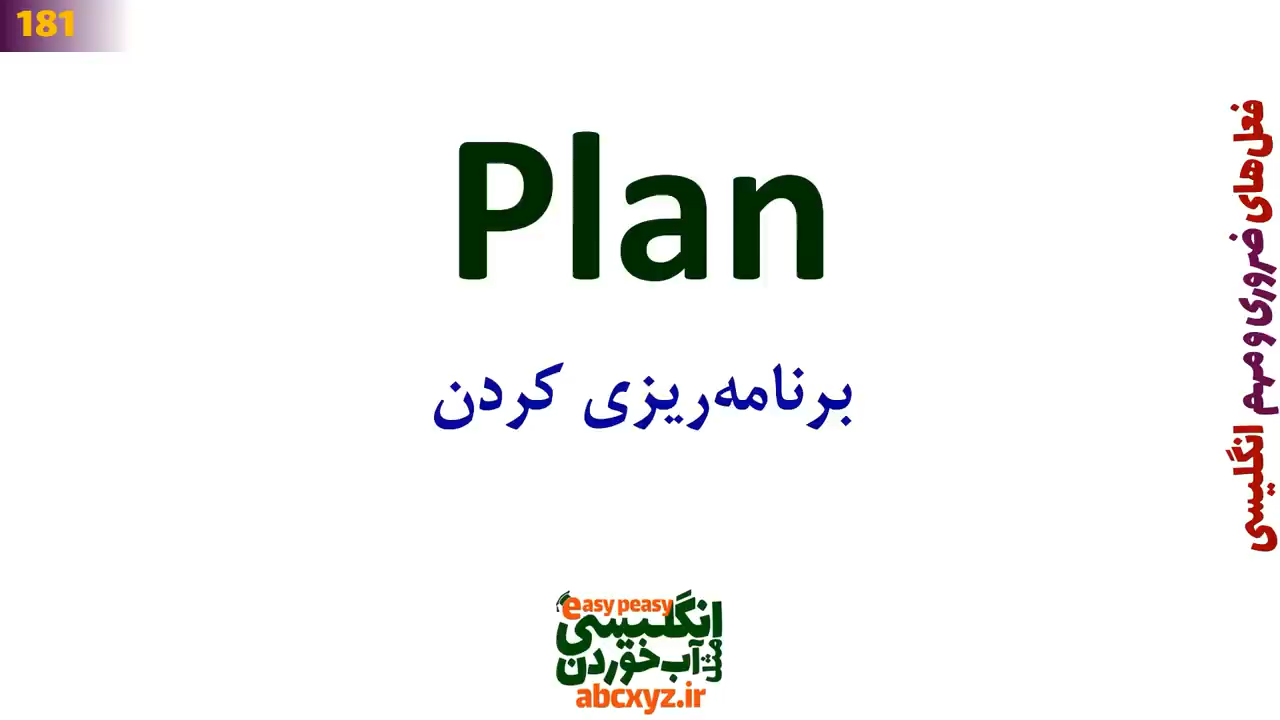 181
Plan
برنامه‌ریزی کردن
فعل‌های ضروری و مهم انگلیسی
easy peasy
انگلیسی
مثل آب خوردن
abcxyz.ir